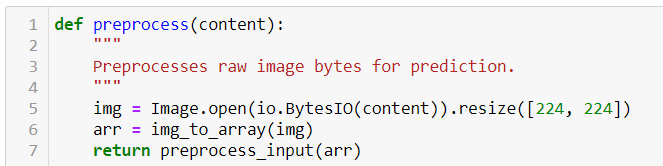 1 def preprocess(content):
2     """
3     Preprocesses raw image bytes for prediction.
4     """
5     img = Image.open(io.BytesIO(content)).resize([224, 224])
6     arr = img_to_array(img)
7     return preprocess_input(arr)